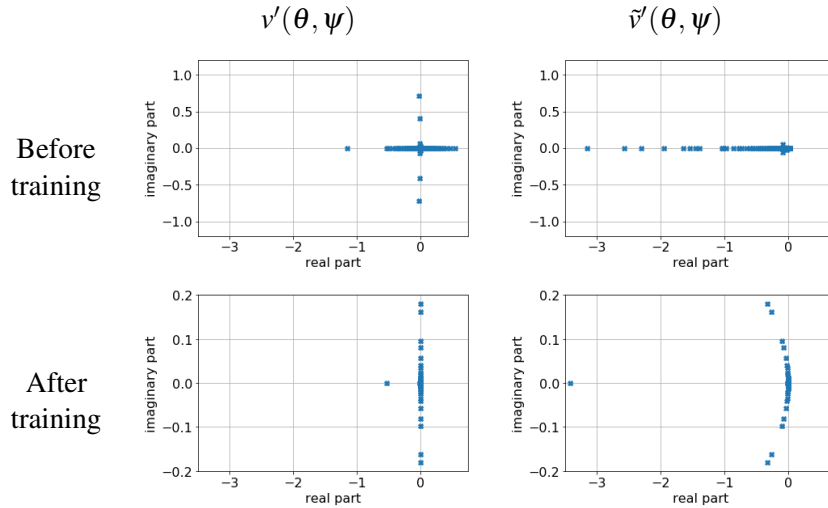 v′(θ, ψ)
ṽ′(θ, ψ)
Before
training
1.0
0.5
0.0
−0.5
−1.0
imaginary part
−3
−2
−1
0
real part
1.0
0.5
0.0
−0.5
−1.0
imaginary part
−3
−2
−1
0
real part
After
training
0.2
0.1
0.0
−0.1
−0.2
imaginary part
−3
−2
−1
0
real part
0.2
0.1
0.0
−0.1
−0.2
imaginary part
−3
−2
−1
0
real part